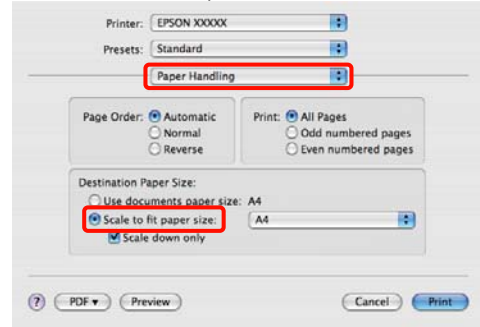 Printer: EPSON XXXXX
Presets: Standard
Paper Handling
Page Order: Automatic Print: All Pages
Normal Odd numbered pages
Reverse Even numbered pages
Destination Paper Size:
Use documents paper size: A4
Scale to fit paper size: A4
Scale down only
? PDF ▼ Preview Cancel Print